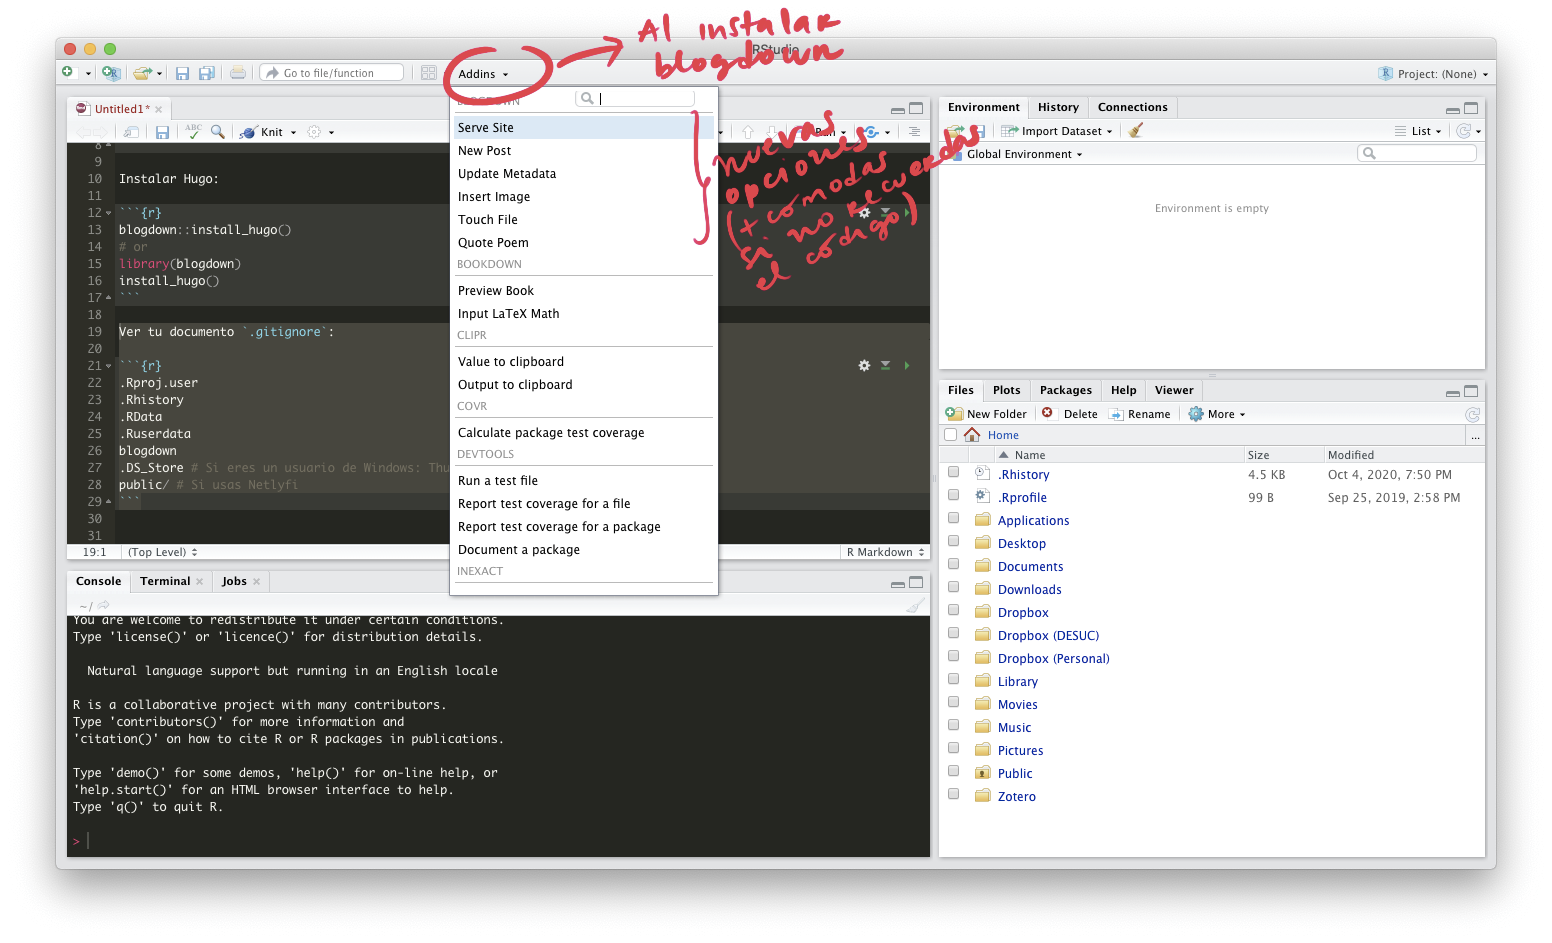 Al instalar
blogdown
RStudio
Go to file/function
Addins
Project: (None)
Untitled1*
ABC
Knit
Run
BLOGDOWN
Serve Site
New Post
Update Metadata
Insert Image
Touch File
Quote Poem
BOOKDOWN
Preview Book
Input LaTeX Math
CLIPR
Value to clipboard
Output to clipboard
COVR
Calculate package test coverage
DEVTOOLS
Run a test file
Report test coverage for a file
Report test coverage for a package
Document a package
INEXACT
nuevas
opciones
(+ comodas
si no recuerdas
el código)
8
9
10 Instalar Hugo:
11
12 ```{r}
13 blogdown::install_hugo()
14 # or
15 library(blogdown)
16 install_hugo()
17 ```
18
19 Ver tu documento `.gitignore`:
20
21 ```{r}
22 .Rproj.user
23 .Rhistory
24 .RData
25 .Ruserdata
26 blogdown
27 .DS_Store # Si eres un usuario de Windows: Thu
28 public/ # Si usas Netlyfi
29 ```
30
31
19:1 (Top Level) R Markdown
Console Terminal Jobs
~/
You are welcome to redistribute it under certain conditions.
Type 'license()' or 'licence()' for distribution details.
Natural language support but running in an English locale
R is a collaborative project with many contributors.
Type 'contributors()' for more information and
'citation()' on how to cite R or R packages in publications.
Type 'demo()' for some demos, 'help()' for on-line help, or
'help.start()' for an HTML browser interface to help.
Type 'q()' to quit R.
>
Environment History Connections
Import Dataset List
Global Environment
Environment is empty
Files Plots Packages Help Viewer
New Folder Delete Rename More
Home ...
Name Size Modified
.Rhistory 4.5 KB Oct 4, 2020, 7:50 PM
.Rprofile 99 B Sep 25, 2019, 2:58 PM
Applications
Desktop
Documents
Downloads
Dropbox
Dropbox (DESUC)
Dropbox (Personal)
Library
Movies
Music
Pictures
Public
Zotero